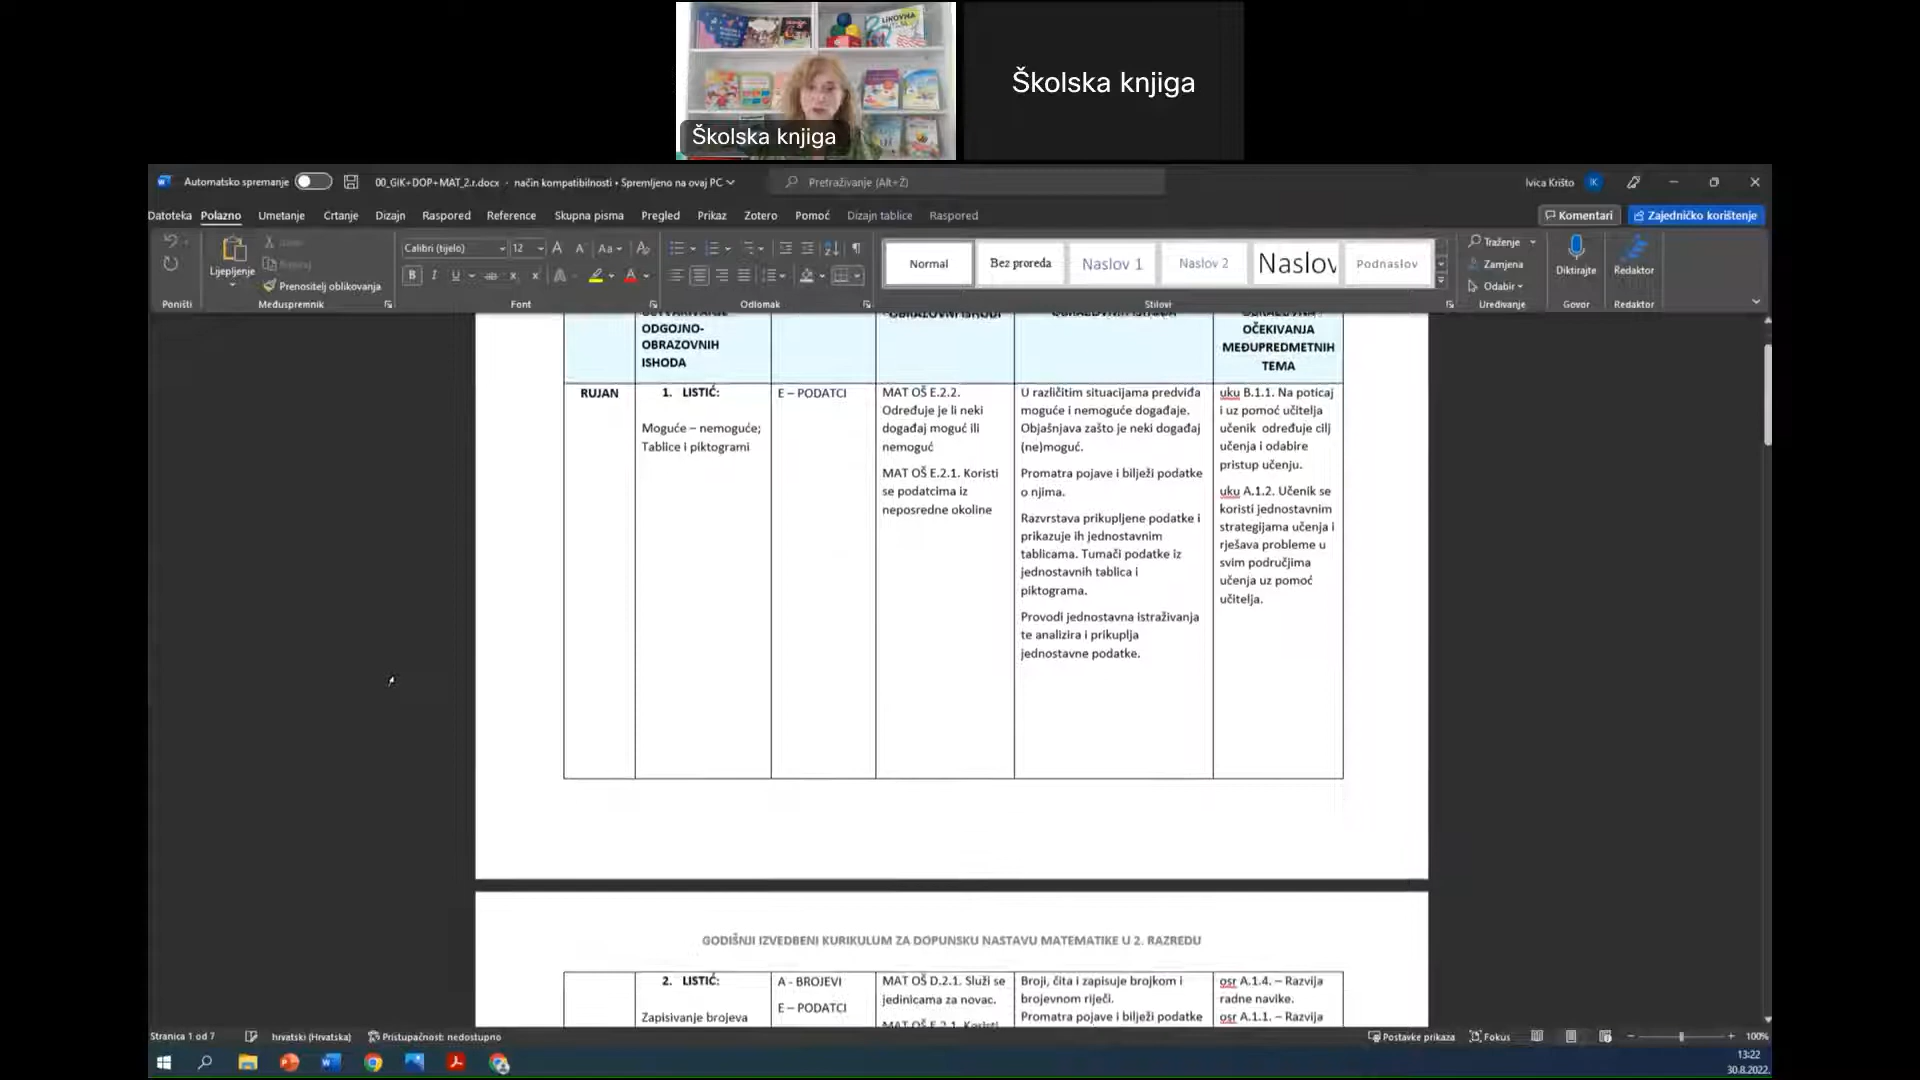 LIKOVNA
Školska knjiga
Školska knjiga
Automatsko spremanje
00_GIK+DOP+MAT_2.r.docx - način kompatibilnosti • Spremljeno na ovaj PC
Pretraživanje (Alt+Ž)
Ivica Krišto
IK
Datoteka Polazno Umetanje Crtanje Dizajn Raspored Reference Skupna pisma Pregled Prikaz Zotero Pomoć Dizajn tablice Raspored
Komentari
Zajedničko korištenje
Lijepljenje
Prenositelj oblikovanja
Calibri (tijelo) 12
Normal
Bez proreda
Naslov 1
Naslov 2
Naslov
Podnaslov
Traženje
Zamjena
Odabir
Diktirajte
Redaktor
Poništi
Međuspremnik
Font
Odlomak
Stilovi
Uređivanje
Govor
Redaktor
ODGOJNO-
OBRAZOVNIH
ISHODA
OČEKIVANJA
MEĐUPREDMETNIH
TEMA
RUJAN
1. LISTIĆ:
Moguće – nemoguće;
Tablice i piktogrami
E – PODATCI
MAT OŠ E.2.2.
Određuje je li neki
događaj moguć ili
nemoguć
MAT OŠ E.2.1. Koristi
se podatcima iz
neposredne okoline
U različitim situacijama predviđa
moguće i nemoguće događaje.
Objašnjava zašto je neki događaj
(ne)moguć.
Promatra pojave i bilježi podatke
o njima.
Razvrstava prikupljene podatke i
prikazuje ih jednostavnim
tablicama. Tumači podatke iz
jednostavnih tablica i
piktograma.
Provodi jednostavna istraživanja
te analizira i prikuplja
jednostavne podatke.
uku B.1.1. Na poticaj
i uz pomoć učitelja
učenik određuje cilj
učenja i odabire
pristup učenju.
uku A.1.2. Učenik se
koristi jednostavnim
strategijama učenja i
rješava probleme u
svim područjima
učenja uz pomoć
učitelja.
GODIŠNJI IZVEDBENI KURIKULUM ZA DOPUNSKU NASTAVU MATEMATIKE U 2. RAZREDU
2. LISTIĆ:
Zapisivanje brojeva
A - BROJEVI
E – PODATCI
MAT OŠ D.2.1. Služi se
jedinicama za novac.
MAT OŠ E.2.1. Koristi
Broji, čita i zapisuje brojkom i
brojevnom riječi.
Promatra pojave i bilježi podatke
osr A.1.4. – Razvija
radne navike.
osr A.1.1. – Razvija
Stranica 1 od 7
hrvatski (Hrvatska)
Pristupačnost: nedostupno
Postavke prikaza
Fokus
100%
13:22
30.8.2022.